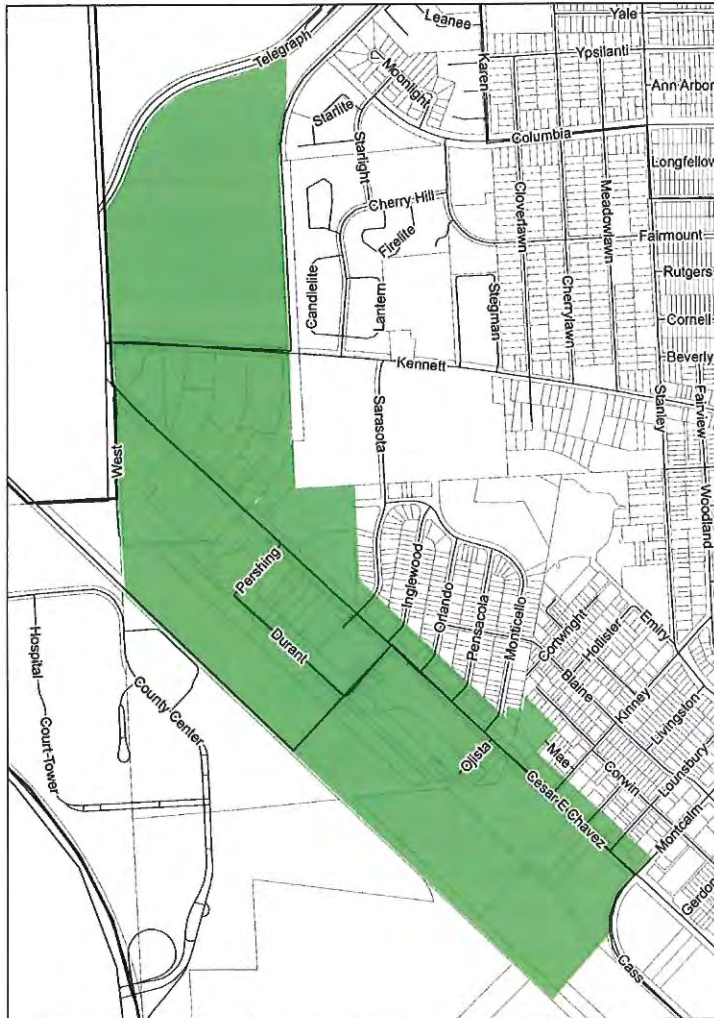 Leanee
Yale
Telegraph
Karen
Ypsilanti
Moonlight
Ann Arbor
Starlite
Columbia
Starlight
Longfellow
Cloverlawn
Meadowlawn
Cherry Hill
Fairmount
Firelite
Rutgers
Candlelite
Lantern
Stegman
Cherrylawn
Cornell
Beverly
Kennett
Stanley
Fairview
Sarasota
West
Woodland
Pershing
Inglewood
Orlando
Pensacola
Monticello
Cortwright
Hollister
Emiry
Durant
Blaine
Kinney
Livingston
Hospital
County Center
Court-Tower
Ojista
Mae
Corwin
Lounsbury
Cesar E Chavez
Montcalm
Gerdon
Cass